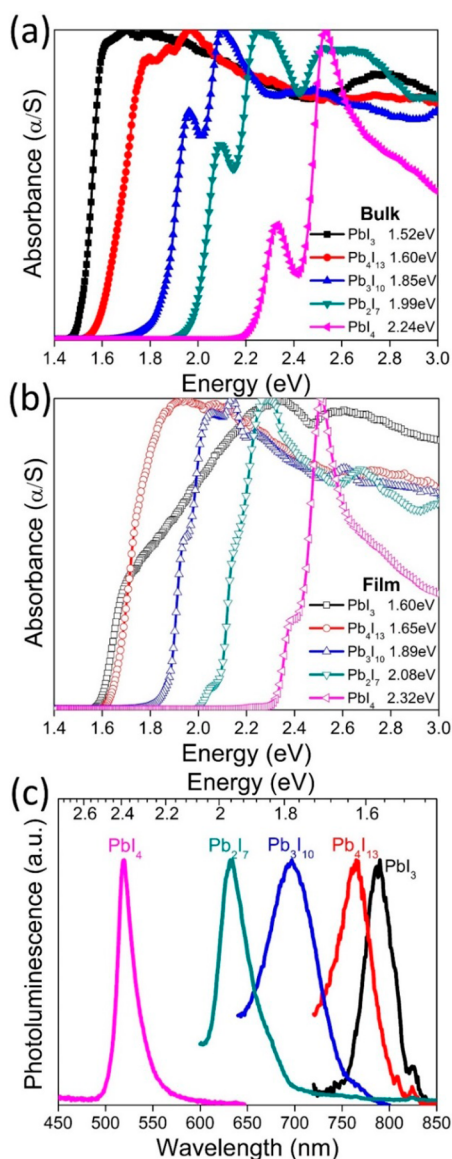 (a)
Absorbance (α/S)
Bulk
PbI3 1.52eV
Pb4I13 1.60eV
Pb3I10 1.85eV
Pb2I7 1.99eV
PbI4 2.24eV
1.4 1.6 1.8 2.0 2.2 2.4 2.6 2.8 3.0
Energy (eV)
(b)
Absorbance (α/S)
Film
PbI3 1.60eV
Pb4I13 1.65eV
Pb3I10 1.89eV
Pb2I7 2.08eV
PbI4 2.32eV
1.4 1.6 1.8 2.0 2.2 2.4 2.6 2.8 3.0
Energy (eV)
(c)
Energy (eV)
2.6 2.4 2.2 2 1.8 1.6
Photoluminescence (a.u.)
PbI4
Pb2I7
Pb3I10
Pb4I13
PbI3
450 500 550 600 650 700 750 800 850
Wavelength (nm)